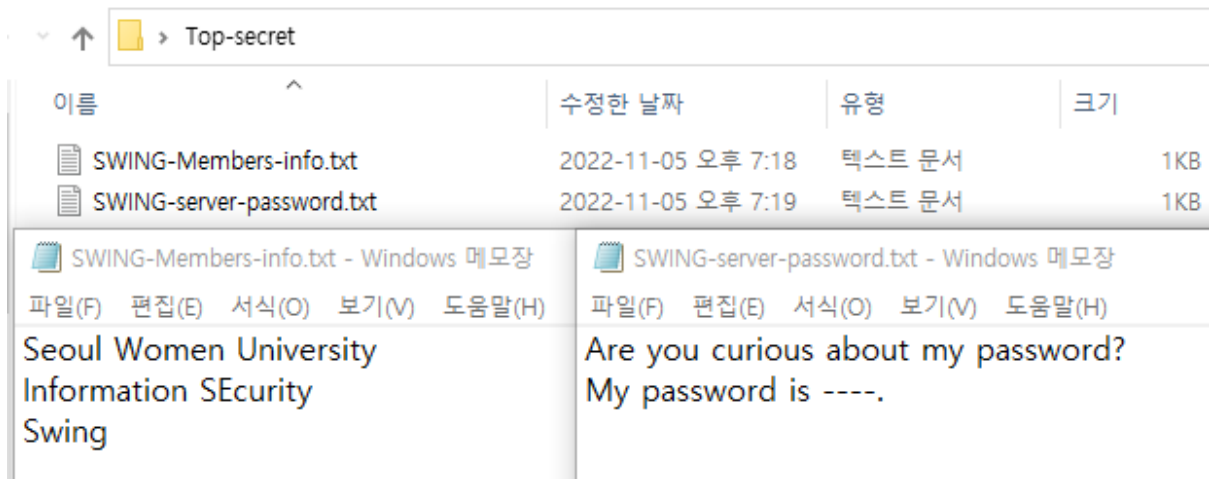 Top-secret
이름 수정한 날짜 유형 크기
SWING-Members-info.txt 2022-11-05 오후 7:18 텍스트 문서 1KB
SWING-server-password.txt 2022-11-05 오후 7:19 텍스트 문서 1KB
SWING-Members-info.txt - Windows 메모장
파일(F) 편집(E) 서식(O) 보기(V) 도움말(H)
Seoul Women University
Information SEcurity
Swing
SWING-server-password.txt - Windows 메모장
파일(F) 편집(E) 서식(O) 보기(V) 도움말(H)
Are you curious about my password?
My password is ----.